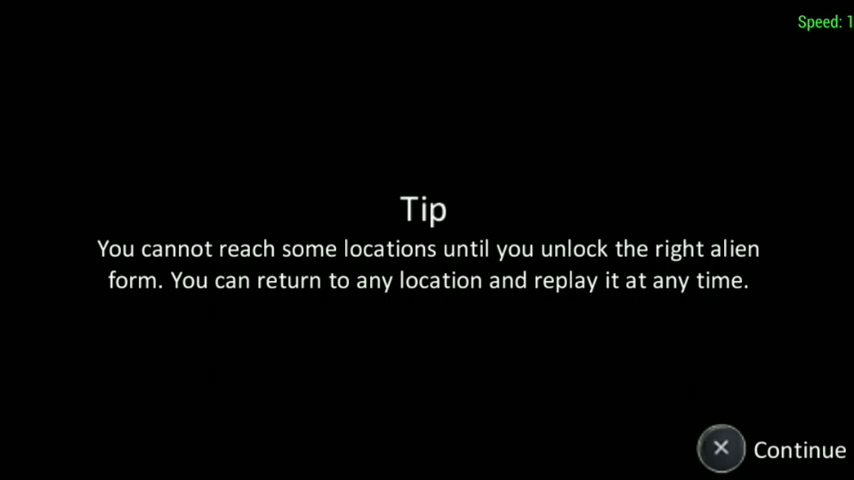 Speed: 1
Tip
You cannot reach some locations until you unlock the right alien
form. You can return to any location and replay it at any time.
Continue